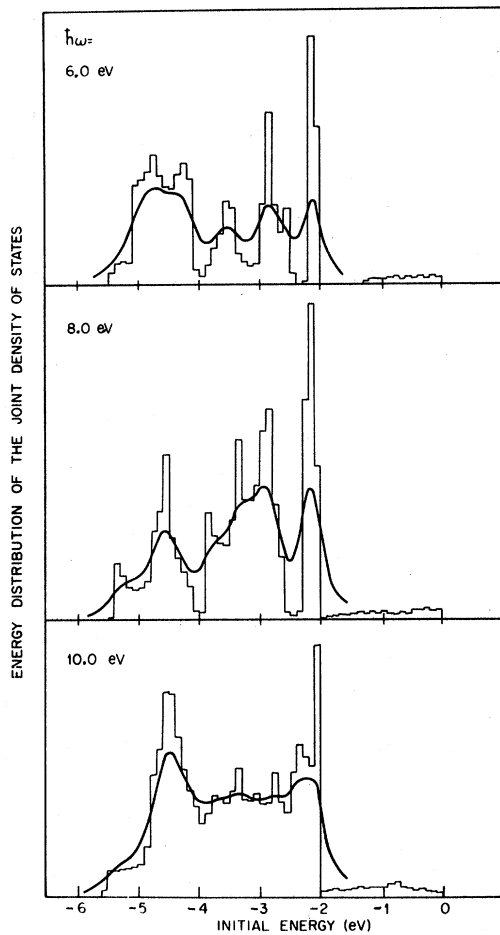 ħω=
6.0 eV
8.0 eV
10.0 eV
ENERGY DISTRIBUTION OF THE JOINT DENSITY OF STATES
-6 -5 -4 -3 -2 -1 0
INITIAL ENERGY (eV)